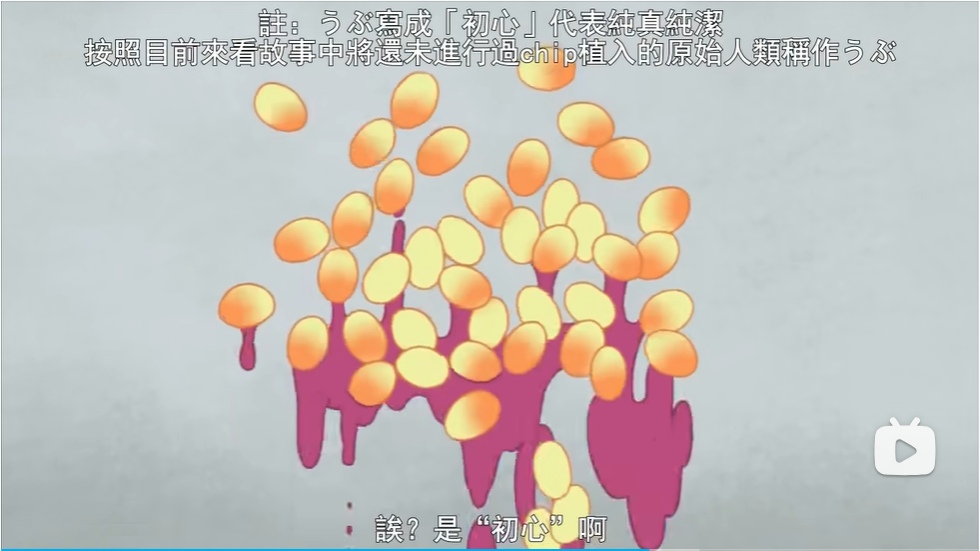 註：うぶ寫成「初心」代表純真純潔
按照目前來看故事中將還未進行過chip植入的原始人類稱作うぶ
誒？是“初心”啊